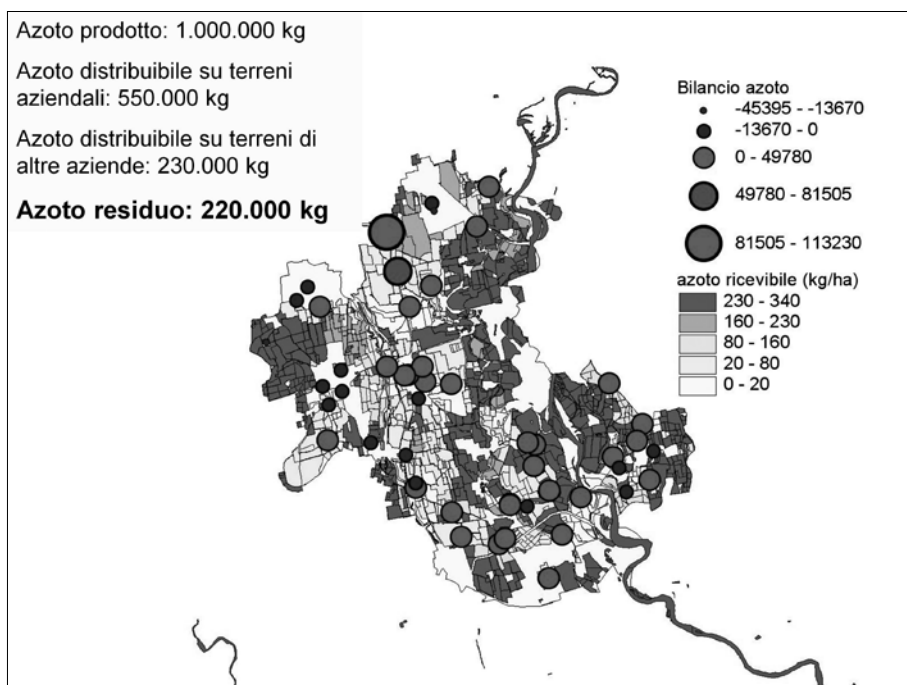 Azoto prodotto: 1.000.000 kg
Azoto distribuibile su terreni
aziendali: 550.000 kg
Azoto distribuibile su terreni di
altre aziende: 230.000 kg
Azoto residuo: 220.000 kg
Bilancio azoto
-45395 - -13670
-13670 - 0
0 - 49780
49780 - 81505
81505 - 113230
azoto ricevibile (kg/ha)
230 - 340
160 - 230
80 - 160
20 - 80
0 - 20